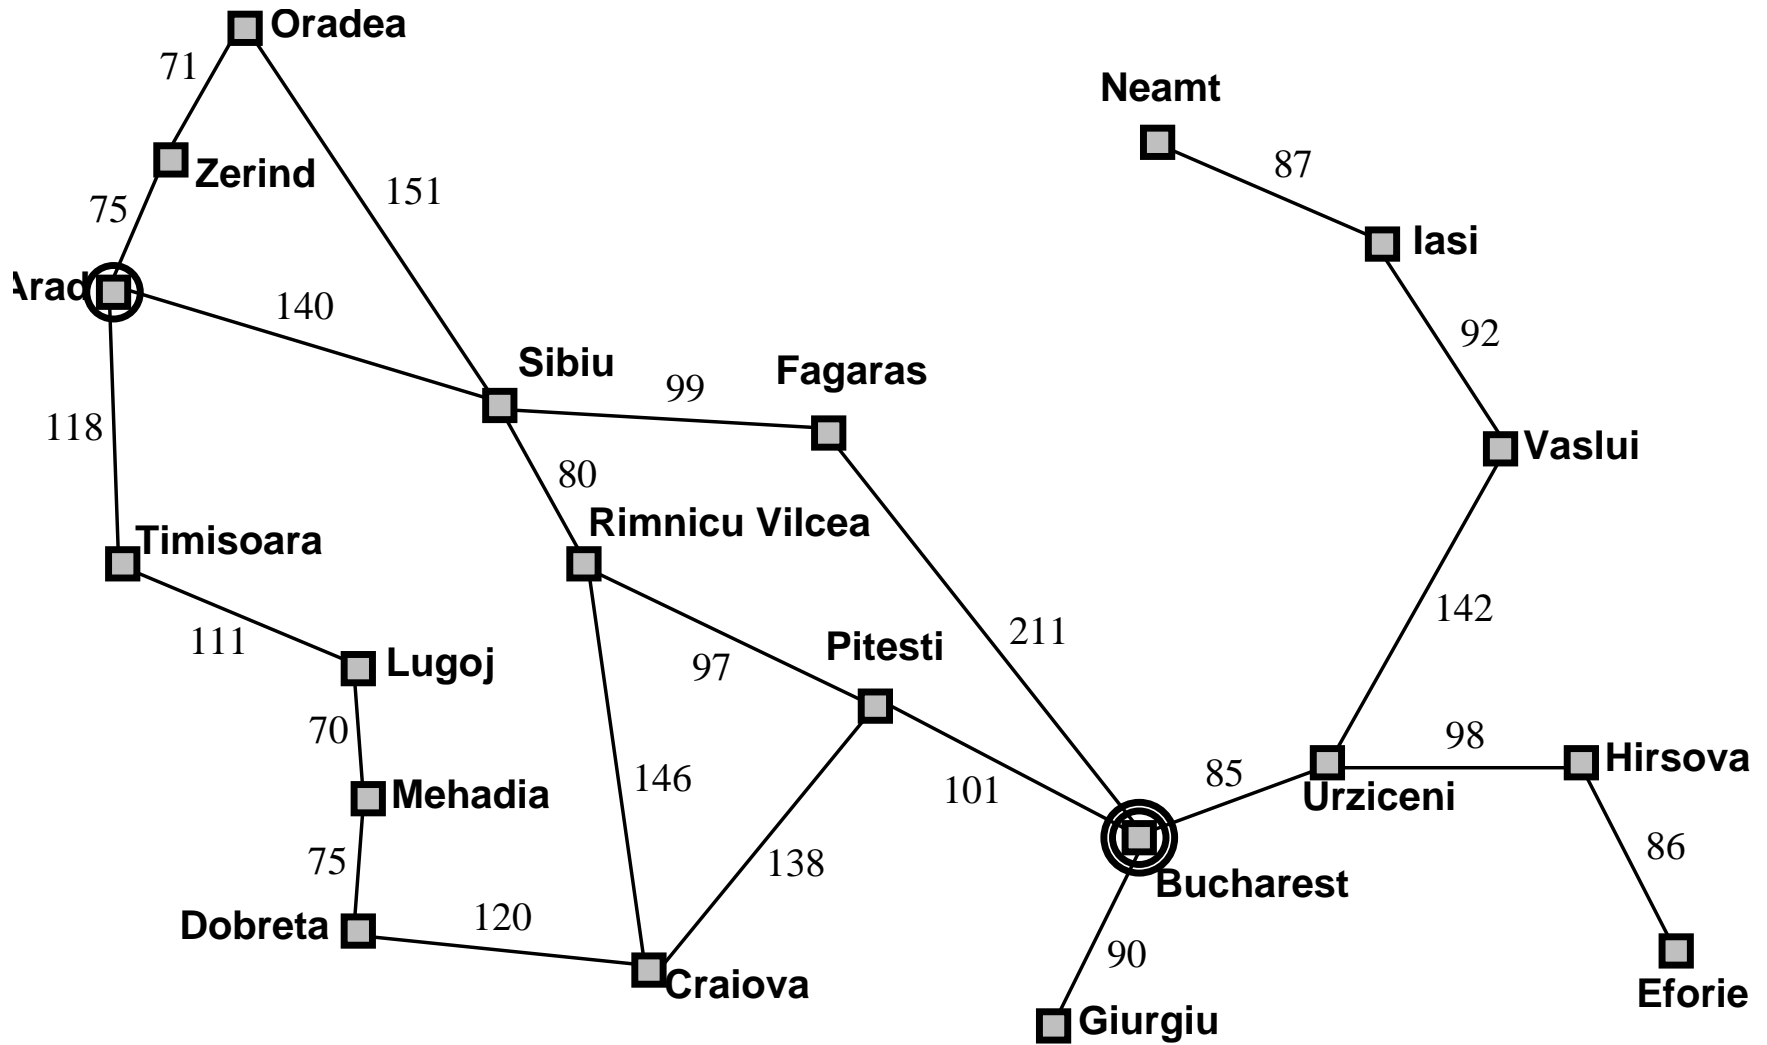 Oradea
71
Neamt
87
Zerind
151
75
Iasi
Arad
140
92
Sibiu
Fagaras
99
118
Vaslui
80
Rimnicu Vilcea
Timisoara
142
211
111
Pitesti
Lugoj
97
70
98
Hirsova
146
85
101
Mehadia
Urziceni
86
75
138
Bucharest
Dobreta
120
90
Craiova
Eforie
Giurgiu